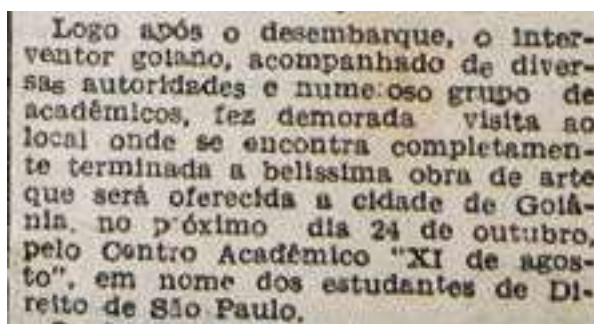 Logo após o desembarque, o inter-
ventor goiano, acompanhado de diver-
sas autoridades e numeroso grupo de
acadêmicos, fez demorada visita ao
local onde se encontra completamen-
te terminada a belissima obra de arte
que será oferecida a cidade de Goiâ-
nia, no próximo dia 24 de outubro,
pelo Centro Acadêmico "XI de agos-
to", em nome dos estudantes de Di-
reito de São Paulo.